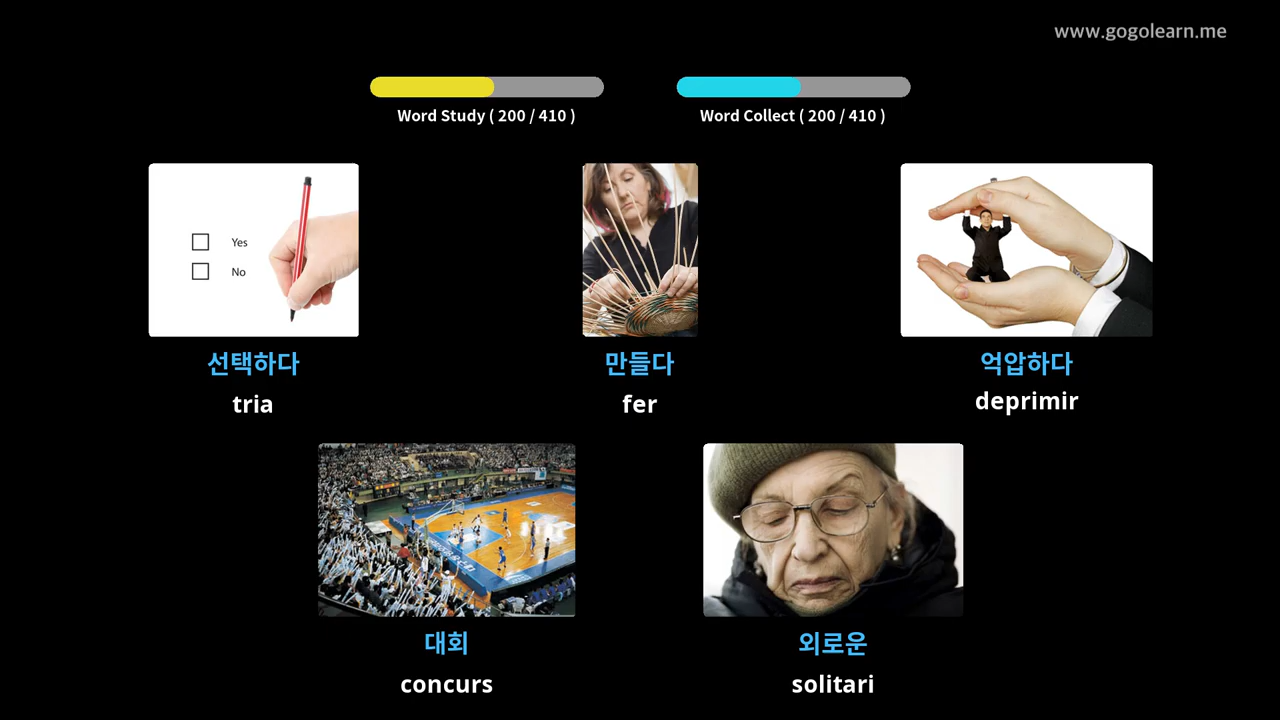 www.gogolearn.me
Word Study ( 200 / 410 )
Word Collect ( 200 / 410 )
Yes
No
선택하다
tria
만들다
fer
억압하다
deprimir
대회
concurs
외로운
solitari